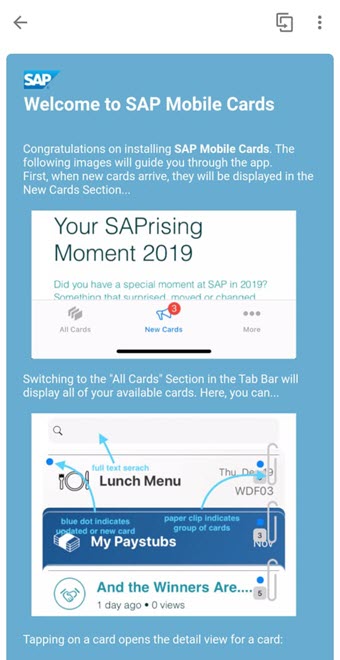 SAP
Welcome to SAP Mobile Cards
Congratulations on installing SAP Mobile Cards. The
following images will guide you through the app.
First, when new cards arrive, they will be displayed in the
New Cards Section...
Your SAPrising
Moment 2019
Did you have a special moment at SAP in 2019?
Something that surprised, moved or changed
3
All Cards
New Cards
More
Switching to the "All Cards" Section in the Tab Bar will
display all of your available cards. Here, you can...
full text serach
Lunch Menu
Thu, De 19
WDF03
blue dot indicates
updated or new card
paper clip indicates
group of cards
My Paystubs
Nov
3
And the Winners Are....
1 day ago • 0 views
5
Tapping on a card opens the detail view for a card: